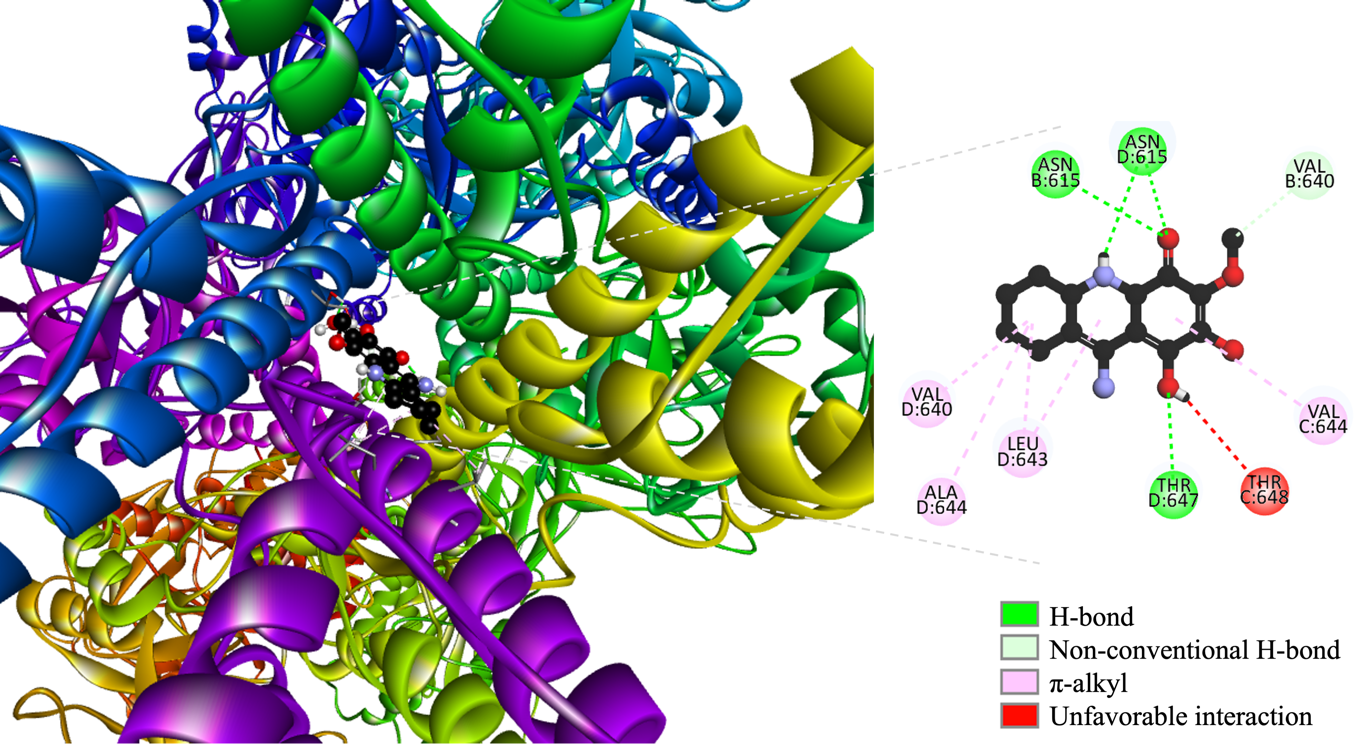 ASN
B:615
ASN
D:615
VAL
B:640
VAL
D:640
LEU
D:643
ALA
D:644
THR
D:647
THR
C:648
VAL
C:644
H-bond
Non-conventional H-bond
π-alkyl
Unfavorable interaction